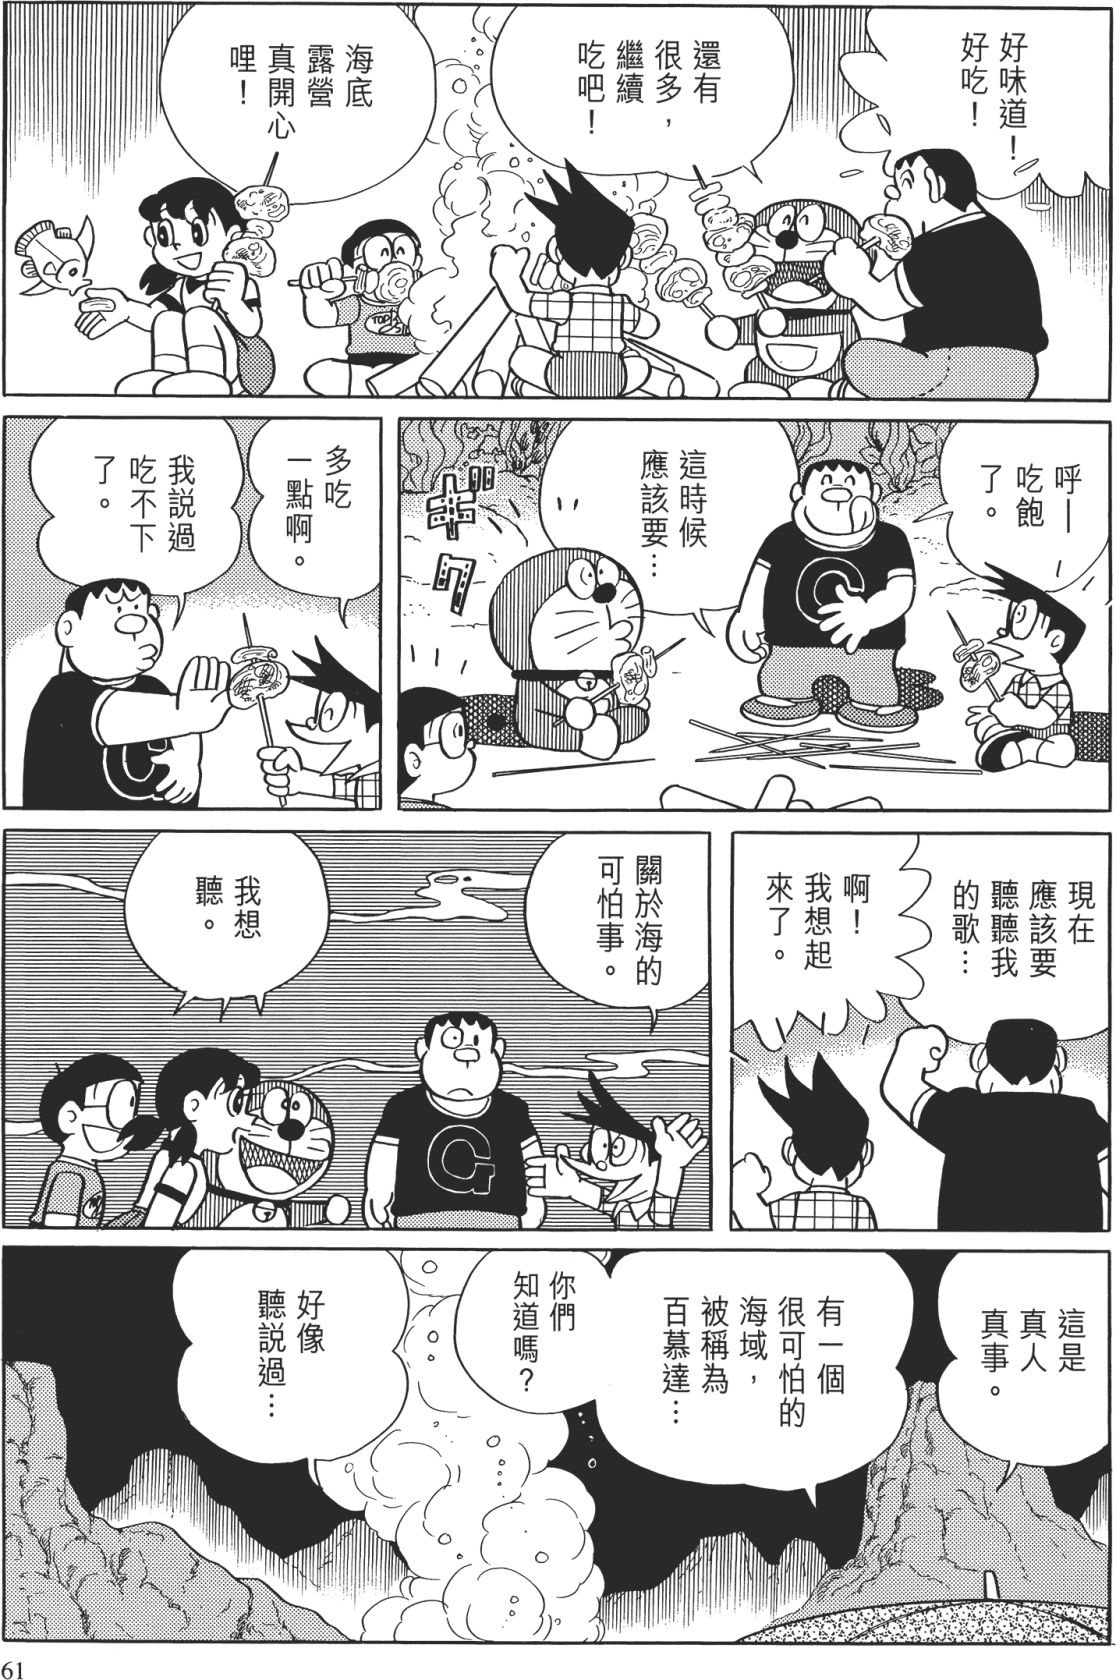 好味道！
好吃！
還有
很多，
繼續
吃吧！
海底
露營
真開心
哩！
TOP
呼－
吃飽
了。
這時候
應該要…
ギク
多吃
一點啊。
我說過
吃不下
了。
現在
應該要
聽聽我
的歌…
啊！
我想起
來了。
關於海的
可怕事。
我想
聽。
G
這是
真人
真事。
有一個
很可怕的
海域，
被稱為
百慕達…
你們
知道嗎？
好像
聽說過…
61